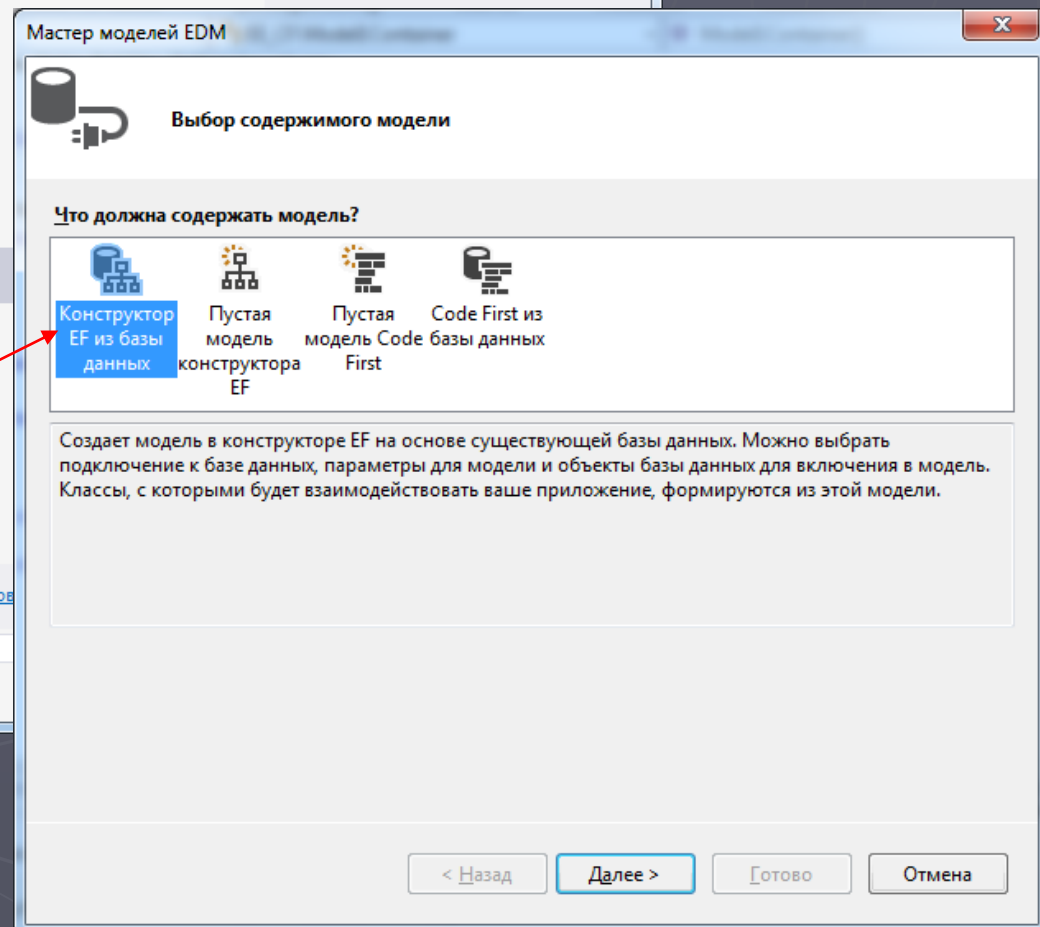 Мастер моделей EDM
Выбор содержимого модели
Что должна содержать модель?
Конструктор EF из базы данных
Пустая модель конструктора EF
Пустая модель Code First
Code First из базы данных
Создает модель в конструкторе EF на основе существующей базы данных. Можно выбрать
подключение к базе данных, параметры для модели и объекты базы данных для включения в модель.
Классы, с которыми будет взаимодействовать ваше приложение, формируются из этой модели.
< Назад
Далее >
Готово
Отмена